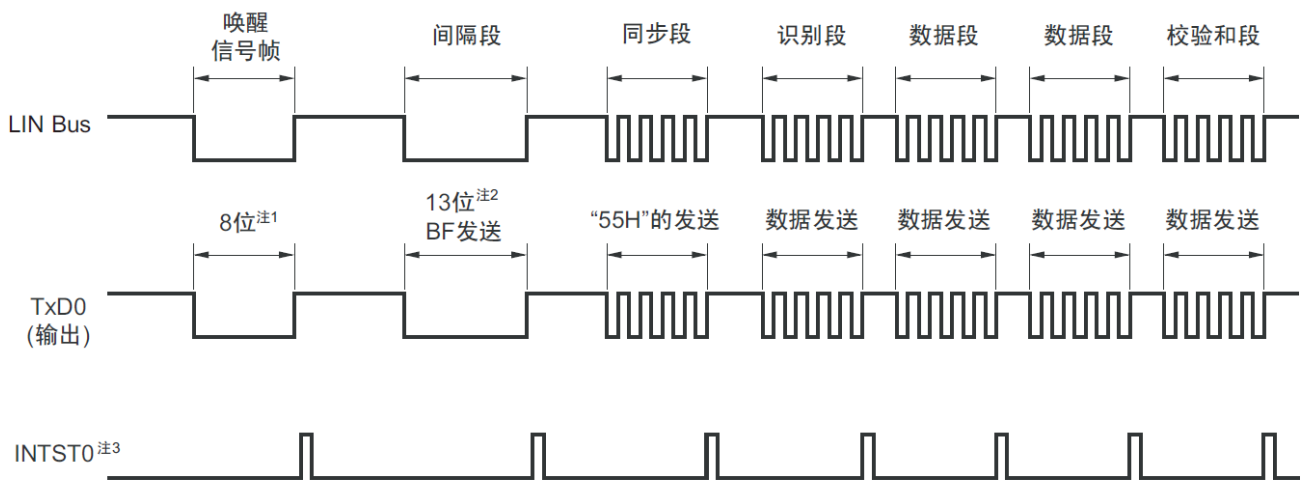 唤醒
信号帧
间隔段
同步段
识别段
数据段
数据段
校验和段
LIN Bus
8位注1
13位注2
BF发送
“55H”的发送
数据发送
数据发送
数据发送
数据发送
TxD0
(输出)
INTST0注3